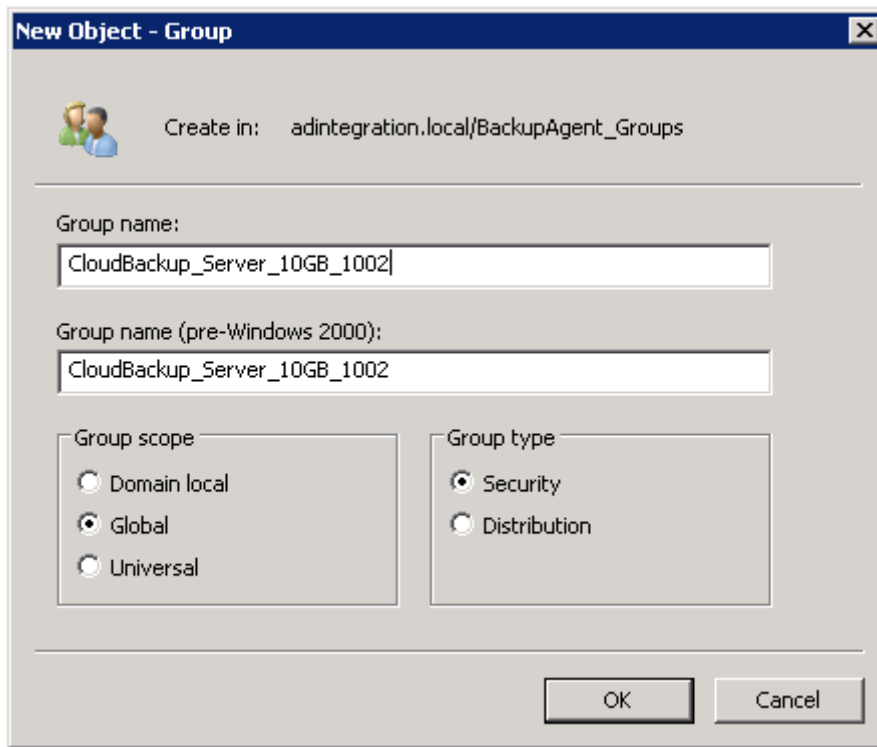 New Object - Group
Create in: adintegration.local/BackupAgent_Groups
Group name:
CloudBackup_Server_10GB_1002
Group name (pre-Windows 2000):
CloudBackup_Server_10GB_1002
Group scope
Domain local
Global
Universal
Group type
Security
Distribution
OK Cancel